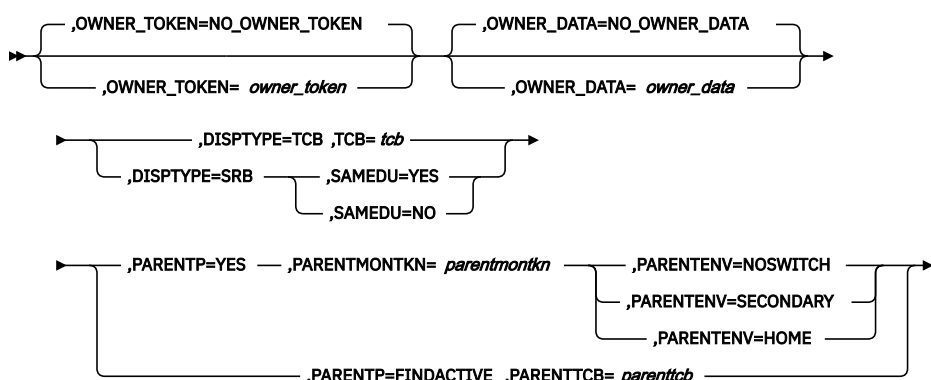 ,OWNER_TOKEN=NO_OWNER_TOKEN ,OWNER_DATA=NO_OWNER_DATA
,OWNER_TOKEN= owner_token ,OWNER_DATA= owner_data
,DISPTYPE=TCB ,TCB= tcb
,DISPTYPE=SRB ,SAMEDU=YES
,SAMEDU=NO
,PARENTP=YES ,PARENTMONTKN= parentmontkn ,PARENTENV=NOSWITCH
,PARENTENV=SECONDARY
,PARENTENV=HOME
,PARENTP=FINDACTIVE ,PARENTTCB= parenttcb